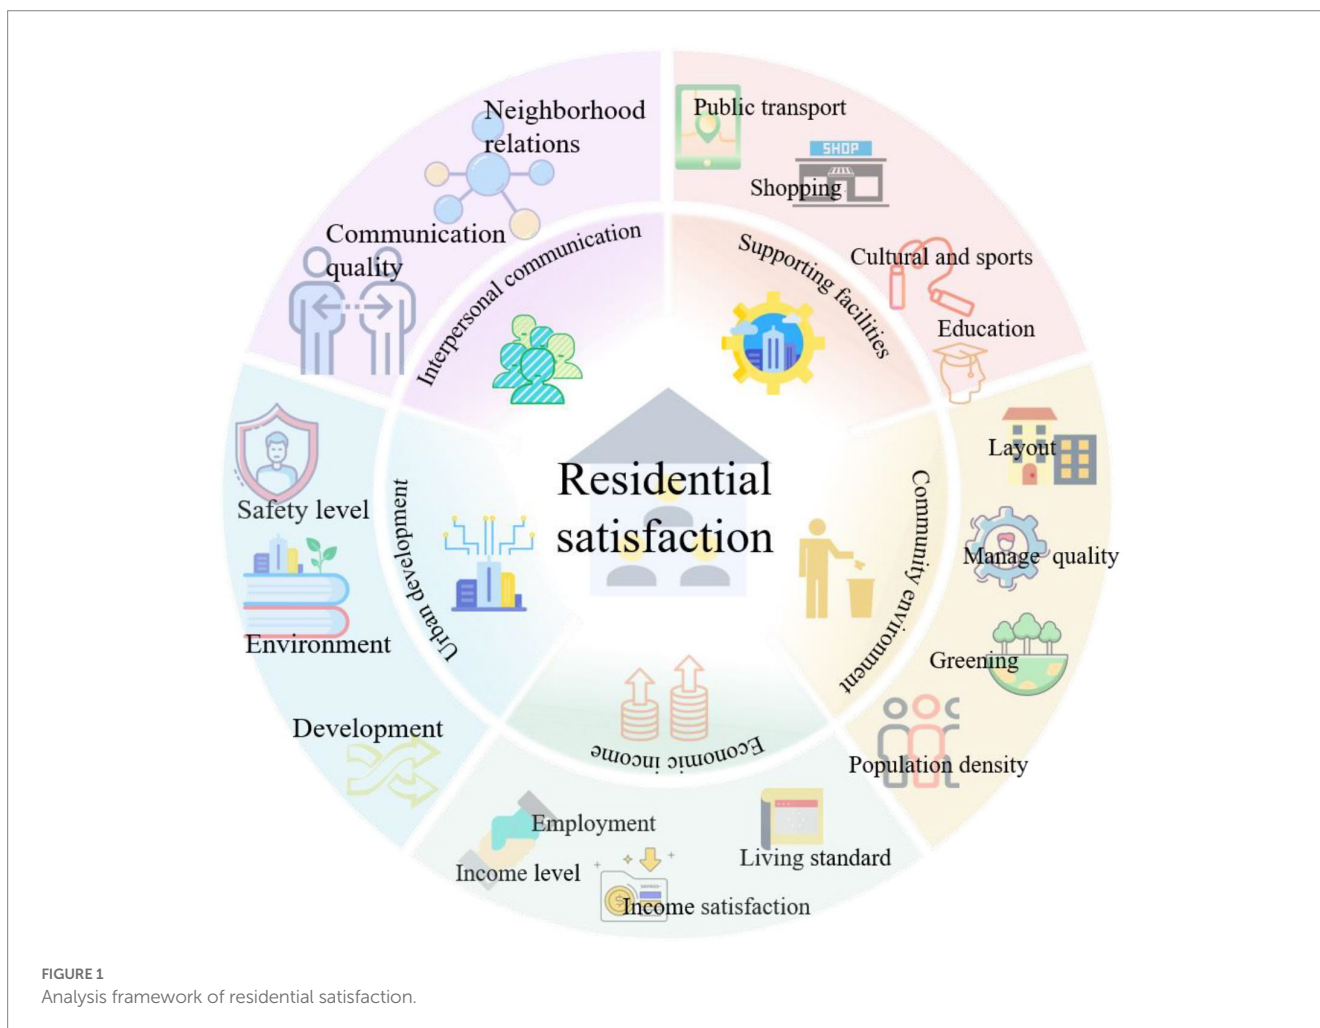 Neighborhood
relations
Communication
quality
Interpersonal communication
Public transport
SHOP
Shopping
Cultural and sports
Education
Supporting facilities
Layout
Manage quality
Greening
Population density
Community environment
Residential
satisfaction
Safety level
Environment
Development
Urban development
Economic income
Employment
Income level
Living standard
Income satisfaction
FIGURE 1
Analysis framework of residential satisfaction.